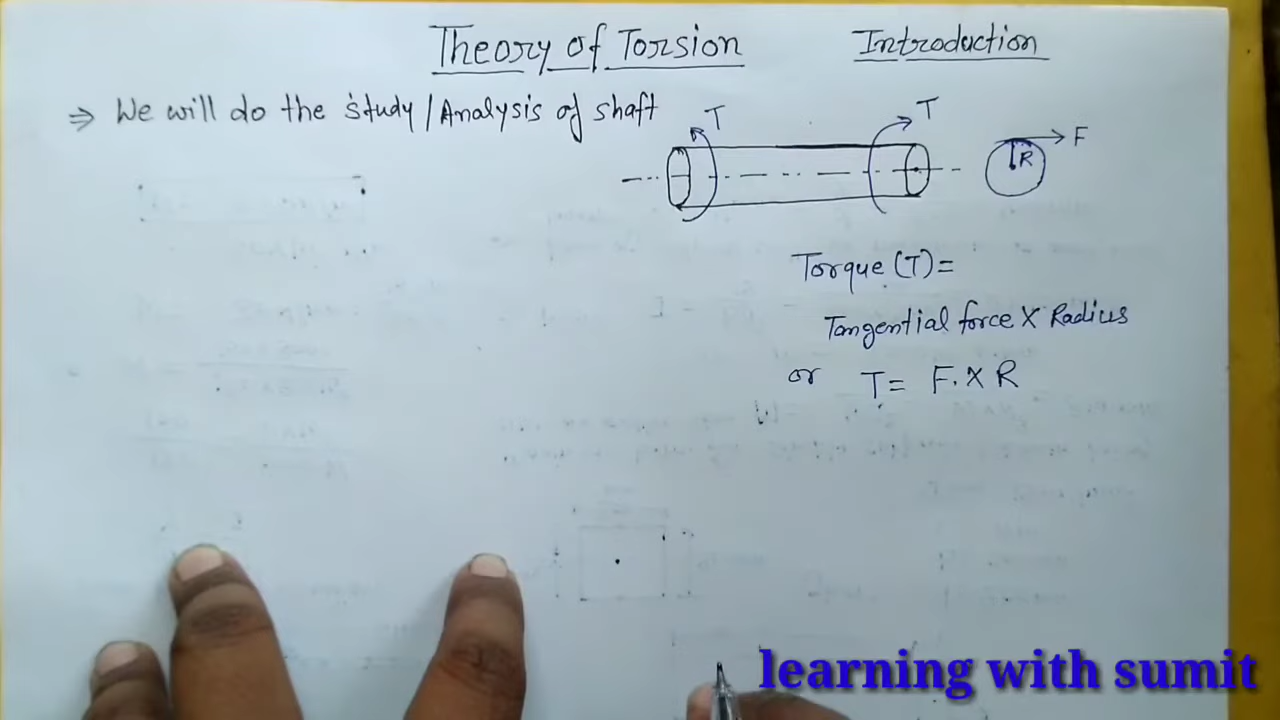 Theory of Torsion Introduction
⇒ We will do the study/Analysis of shaft
T T
F
R
Torque (T) =
Tangential force X Radius
or T = F. X R
learning with sumit